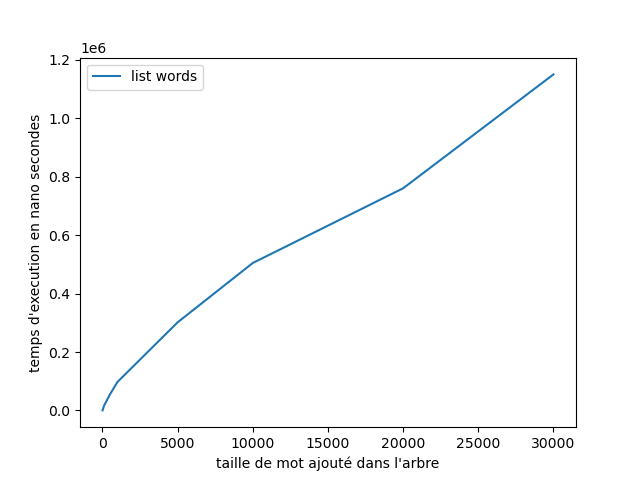 1e6
list words
1.2
1.0
0.8
0.6
0.4
0.2
0.0
temps d'execution en nano secondes
0 5000 10000 15000 20000 25000 30000
taille de mot ajouté dans l'arbre